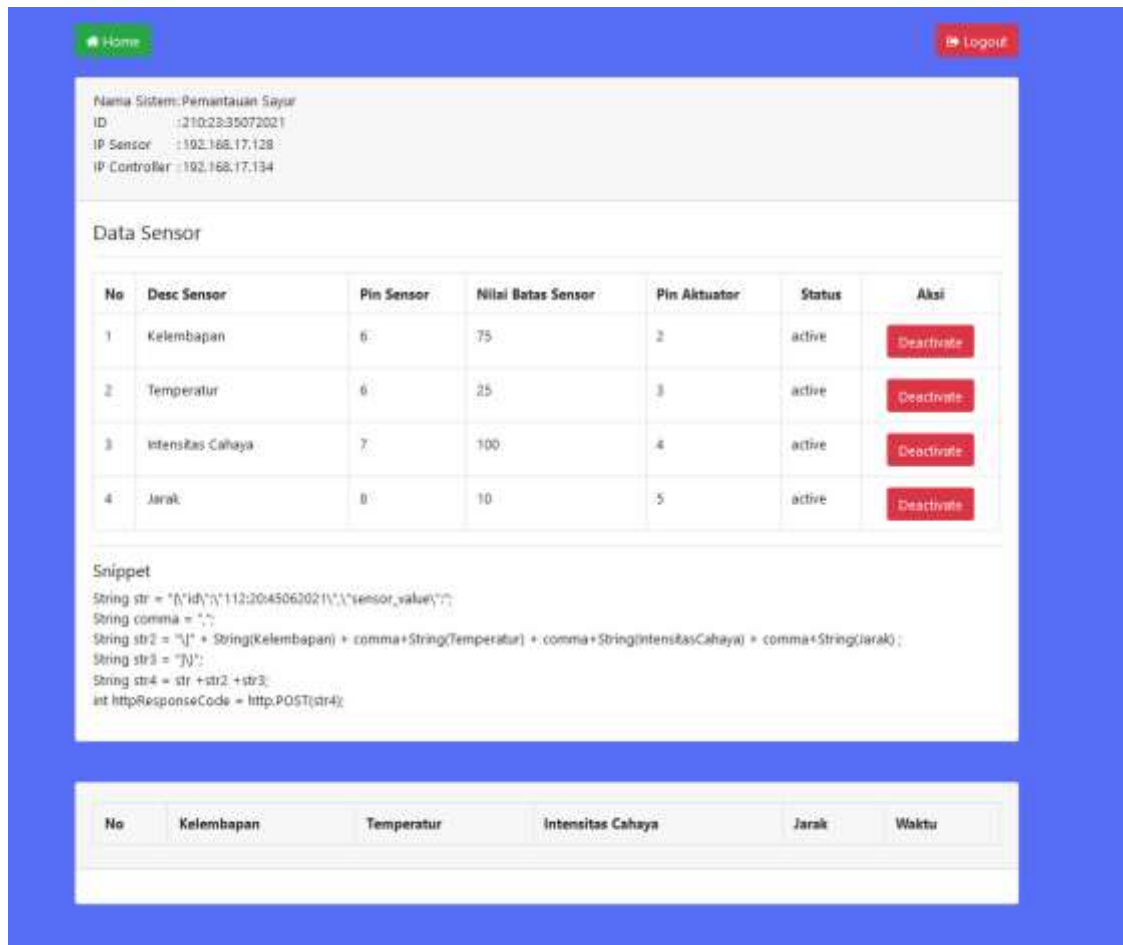 Home
Logout
Nama Sistem: Pemantauan Sayur
ID : 210:23:35072021
IP Sensor : 192.168.17.128
IP Controller : 192.168.17.134
Data Sensor
No Desc Sensor Pin Sensor Nilai Batas Sensor Pin Aktuator Status Aksi
1 Kelembapan 6 75 2 active Deactivate
2 Temperatur 6 25 3 active Deactivate
3 Intensitas Cahaya 7 100 4 active Deactivate
4 Jarak 8 10 5 active Deactivate
Snippet
String str = "{\"id\":\"112:20:45062021\",\"sensor_value\":";
String comma = ",";
String str2 = "\[" + String(Kelembapan) + comma+String(Temperatur) + comma+String(IntensitasCahaya) + comma+String(Jarak) ;
String str3 = "]\}";
String str4 = str +str2 +str3;
int httpResponseCode = http.POST(str4);
No Kelembapan Temperatur Intensitas Cahaya Jarak Waktu